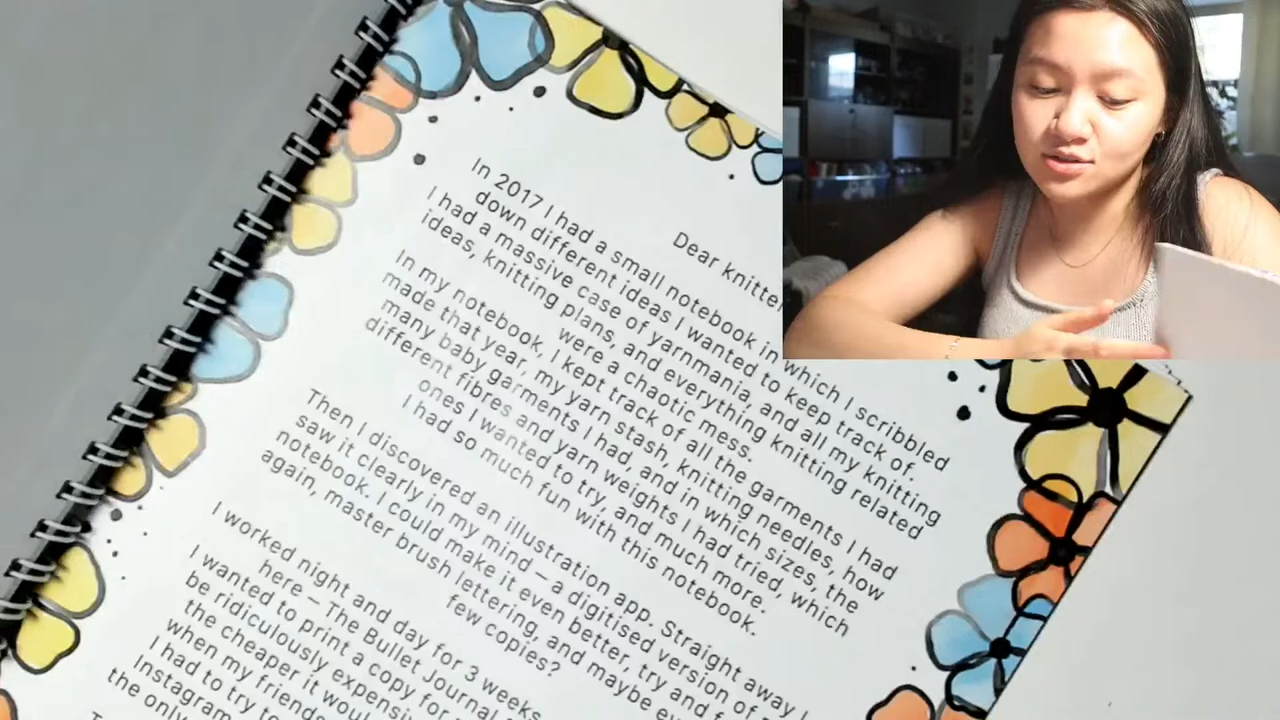 Dear knitter
In 2017 I had a small notebook in which I scribbled
down different ideas I wanted to keep track of.
I had a massive case of yarnmania, and all my knitting
ideas, knitting plans, and everything knitting related
were a chaotic mess.
In my notebook, I kept track of all the garments I had
made that year, my yarn stash, knitting needles, how
many baby garments I had, and in which sizes, the
different fibres and yarn weights I had tried, which
ones I wanted to try, and much more.
I had so much fun with this notebook.
Then I discovered an illustration app. Straight away I
saw it clearly in my mind – a digitised version of
notebook. I could make it even better, try and
again, master brush lettering, and maybe
few copies?
I worked night and day for 3 weeks
here – The Bullet Journal
I wanted to print a copy for
be ridiculously expensi
the cheaper it woul
when my friends
I had to try to
Instagram
the only